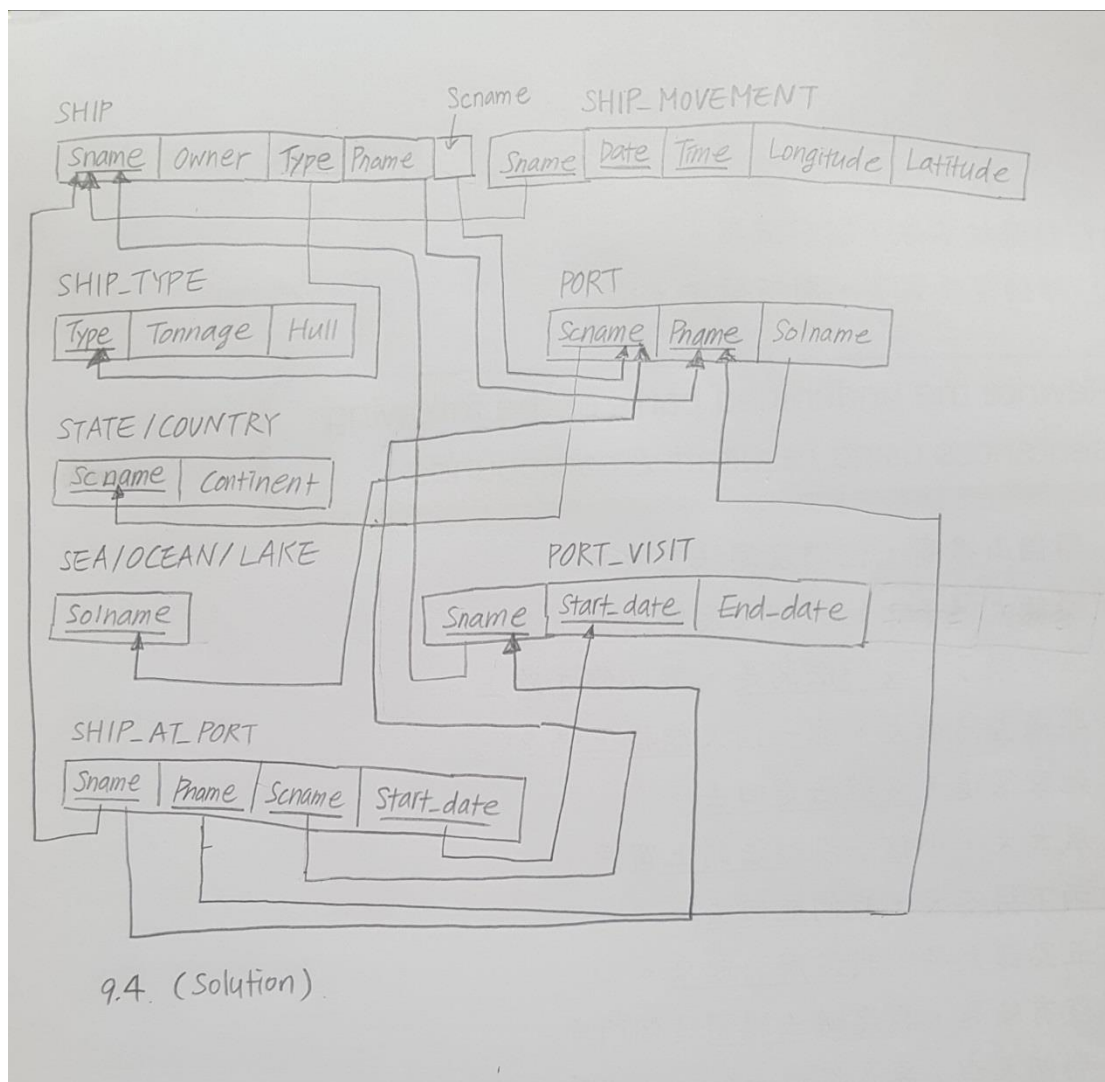 SHIP
Scname
SHIP_MOVEMENT
Sname Owner Type Pname
Sname Date Time Longitude Latitude
SHIP_TYPE
Type Tonnage Hull
PORT
Scname Pname Solname
STATE/COUNTRY
Scname Continent
SEA/OCEAN/LAKE
Solname
PORT_VISIT
Sname Start_date End_date
SHIP_AT_PORT
Sname Pname Scname Start_date
9.4. (Solution)